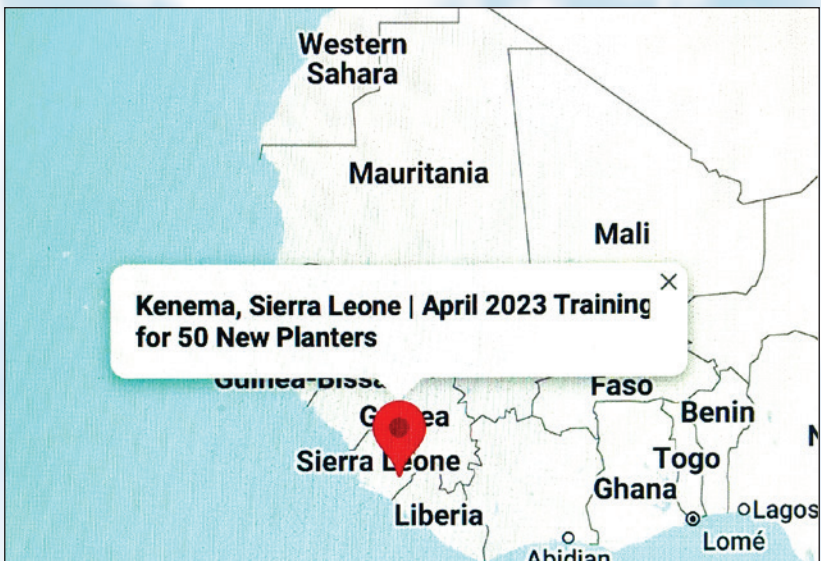 Western
Sahara
Mauritania
Mali
Kenema, Sierra Leone | April 2023 Training
for 50 New Planters
Faso
Benin
Sierra Leone
Togo
Ghana
Liberia
Lagos
Lomé